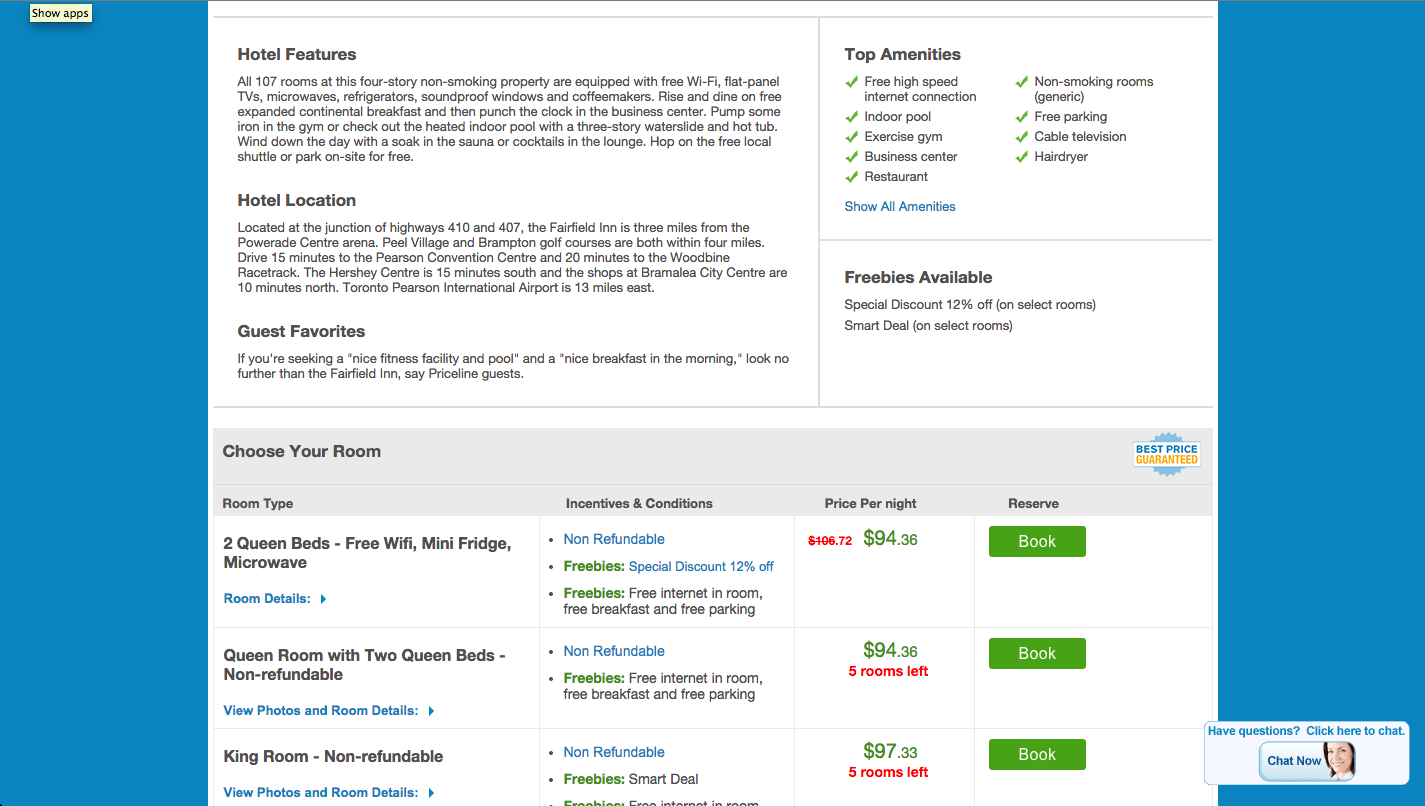 Show apps
Hotel Features
All 107 rooms at this four-story non-smoking property are equipped with free Wi-Fi, flat-panel
TVs, microwaves, refrigerators, soundproof windows and coffeemakers. Rise and dine on free
expanded continental breakfast and then punch the clock in the business center. Pump some
iron in the gym or check out the heated indoor pool with a three-story waterslide and hot tub.
Wind down the day with a soak in the sauna or cocktails in the lounge. Hop on the free local
shuttle or park on-site for free.
Hotel Location
Located at the junction of highways 410 and 407, the Fairfield Inn is three miles from the
Powerade Centre arena. Peel Village and Brampton golf courses are both within four miles.
Drive 15 minutes to the Pearson Convention Centre and 20 minutes to the Woodbine
Racetrack. The Hershey Centre is 15 minutes south and the shops at Bramalea City Centre are
10 minutes north. Toronto Pearson International Airport is 13 miles east.
Guest Favorites
If you're seeking a "nice fitness facility and pool" and a "nice breakfast in the morning," look no
further than the Fairfield Inn, say Priceline guests.
Top Amenities
Free high speed
internet connection
Indoor pool
Exercise gym
Business center
Restaurant
Non-smoking rooms
(generic)
Free parking
Cable television
Hairdryer
Show All Amenities
Freebies Available
Special Discount 12% off (on select rooms)
Smart Deal (on select rooms)
Choose Your Room
BEST PRICE
GUARANTEED
Room Type Incentives & Conditions Price Per night Reserve
2 Queen Beds - Free Wifi, Mini Fridge,
Microwave
Room Details:
Non Refundable
Freebies: Special Discount 12% off
Freebies: Free internet in room,
free breakfast and free parking
$106.72 $94.36
Book
Queen Room with Two Queen Beds -
Non-refundable
View Photos and Room Details:
Non Refundable
Freebies: Free internet in room,
free breakfast and free parking
$94.36
5 rooms left
Book
King Room - Non-refundable
View Photos and Room Details:
Non Refundable
Freebies: Smart Deal
Freebies: Free internet in room,
$97.33
5 rooms left
Book
Have questions? Click here to chat.
Chat Now